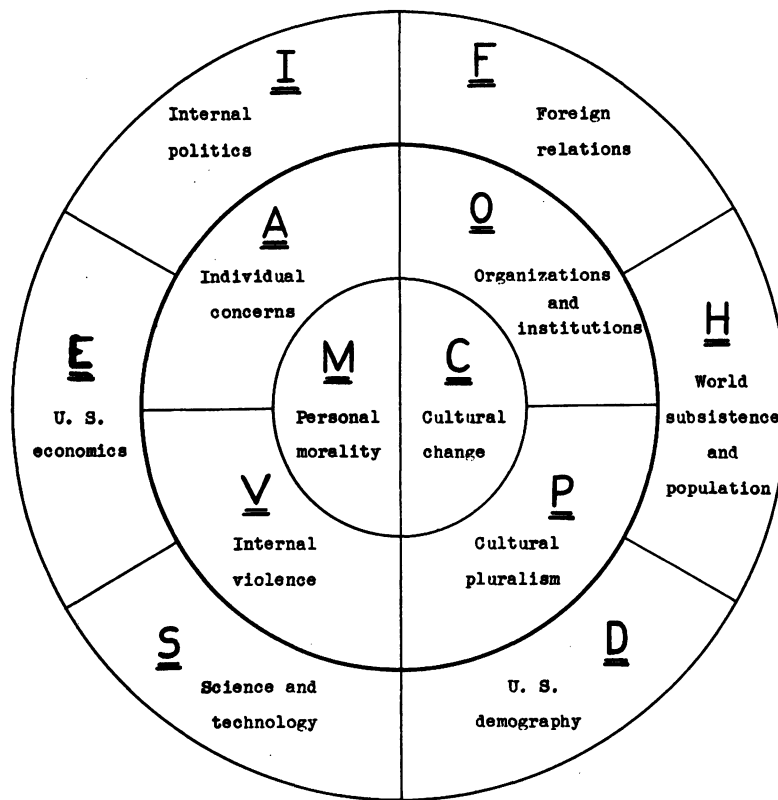 I
Internal
politics
F
Foreign
relations
A
Individual
concerns
O
Organizations
and
institutions
E
U. S.
economics
M
Personal
morality
C
Cultural
change
H
World
subsistence
and
population
V
Internal
violence
P
Cultural
pluralism
S
Science and
technology
D
U. S.
demography